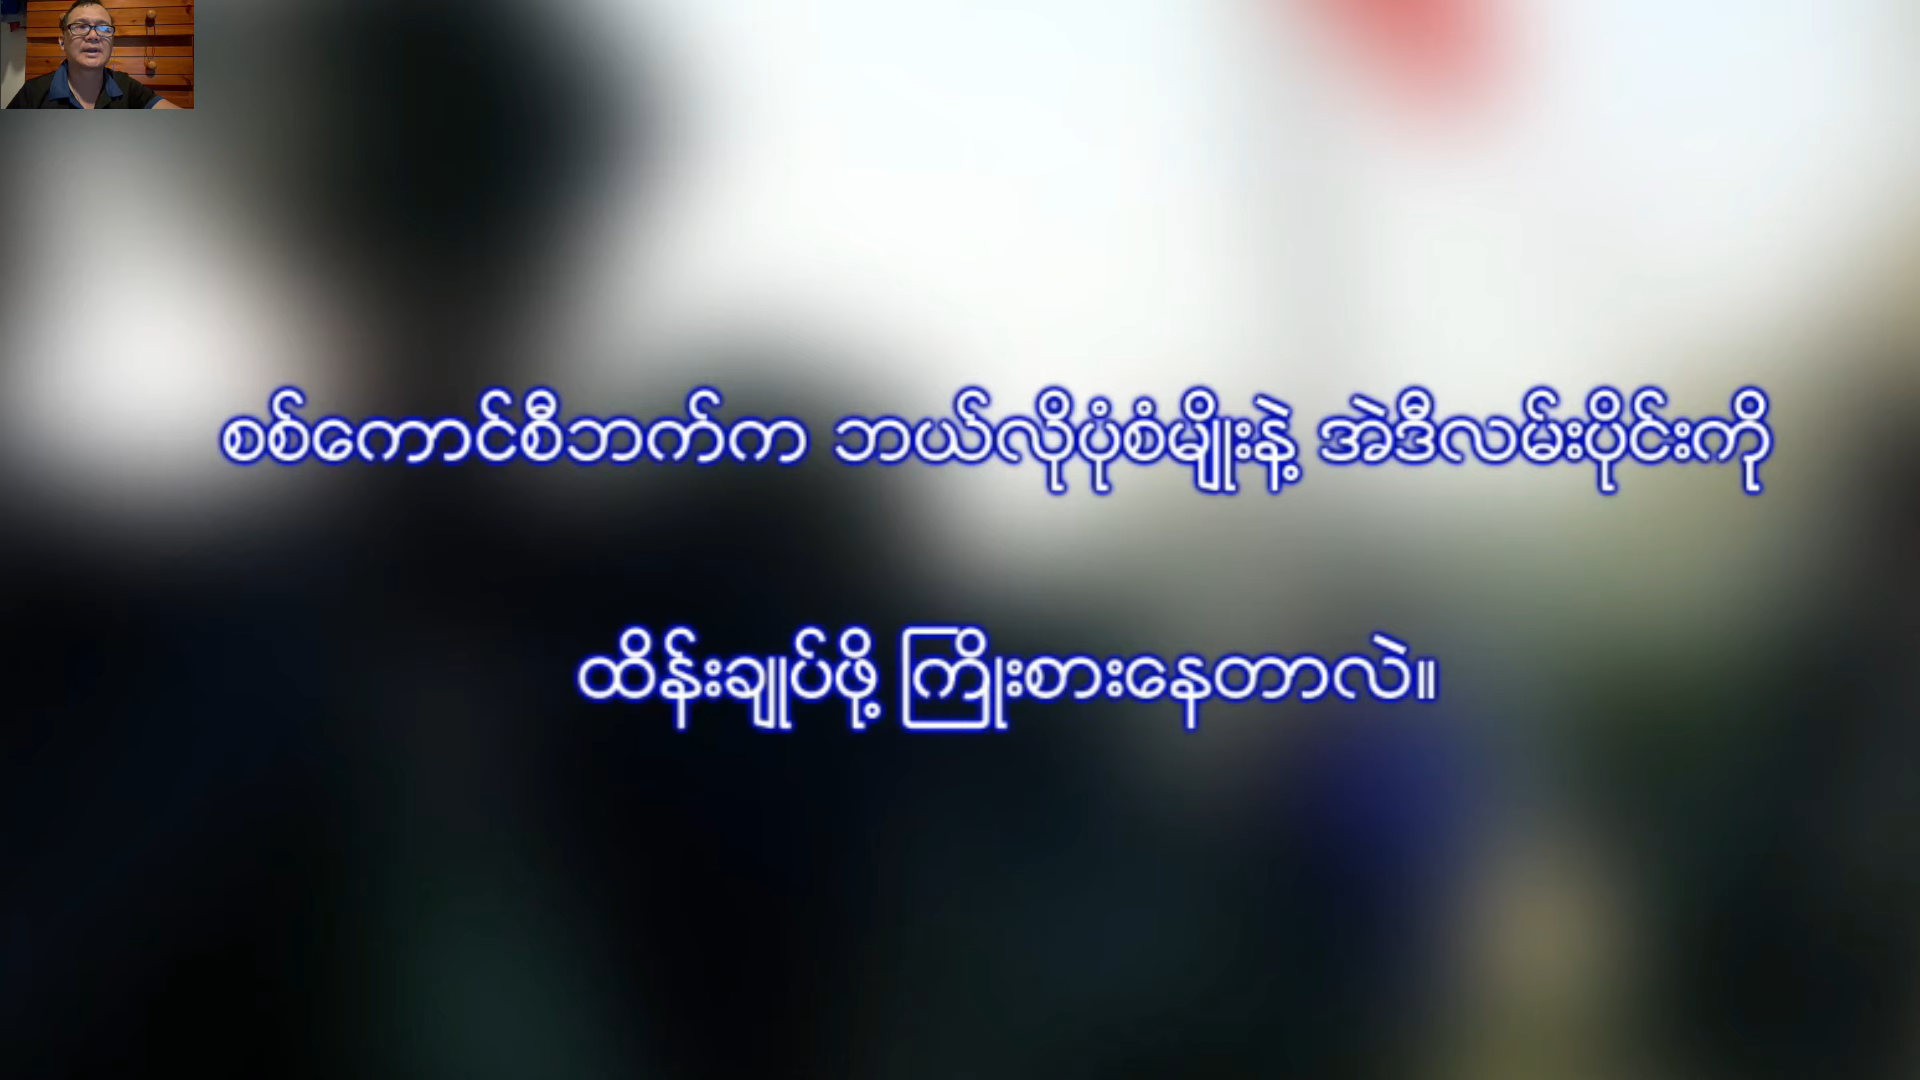 စစ်ကောင်စီဘက်က ဘယ်လိုပုံစံမျိုးနဲ့ အဲဒီလမ်းပိုင်းကို
ထိန်းချုပ်ဖို့ ကြိုးစားနေတာလဲ။